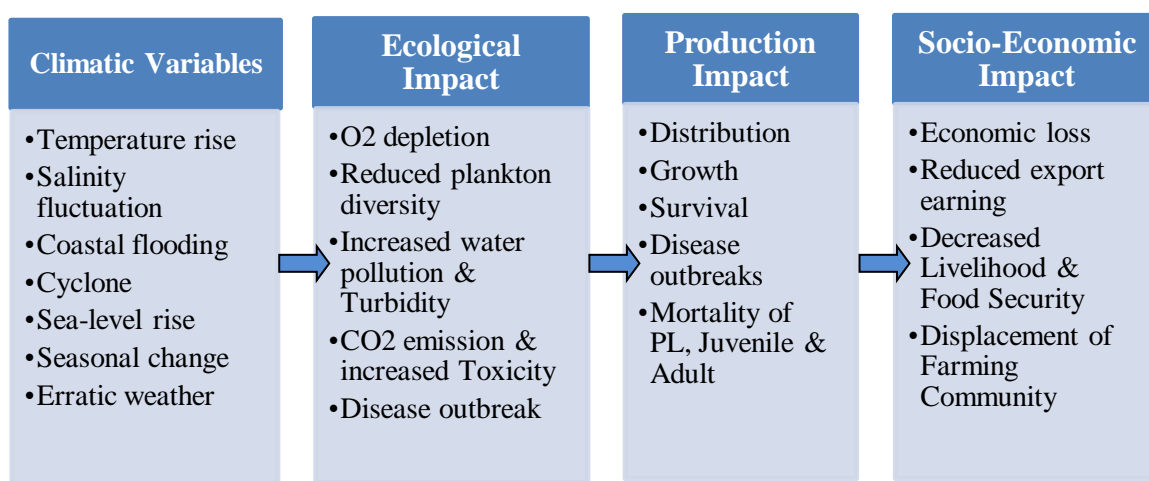 Climatic Variables
•Temperature rise
•Salinity
fluctuation
•Coastal flooding
•Cyclone
•Sea-level rise
•Seasonal change
•Erratic weather
Ecological
Impact
•O2 depletion
•Reduced plankton
diversity
•Increased water
pollution &
Turbidity
•CO2 emission &
increased Toxicity
•Disease outbreak
Production
Impact
•Distribution
•Growth
•Survival
•Disease
outbreaks
•Mortality of
PL, Juvenile &
Adult
Socio-Economic
Impact
•Economic loss
•Reduced export
earning
•Decreased
Livelihood &
Food Security
•Displacement of
Farming
Community